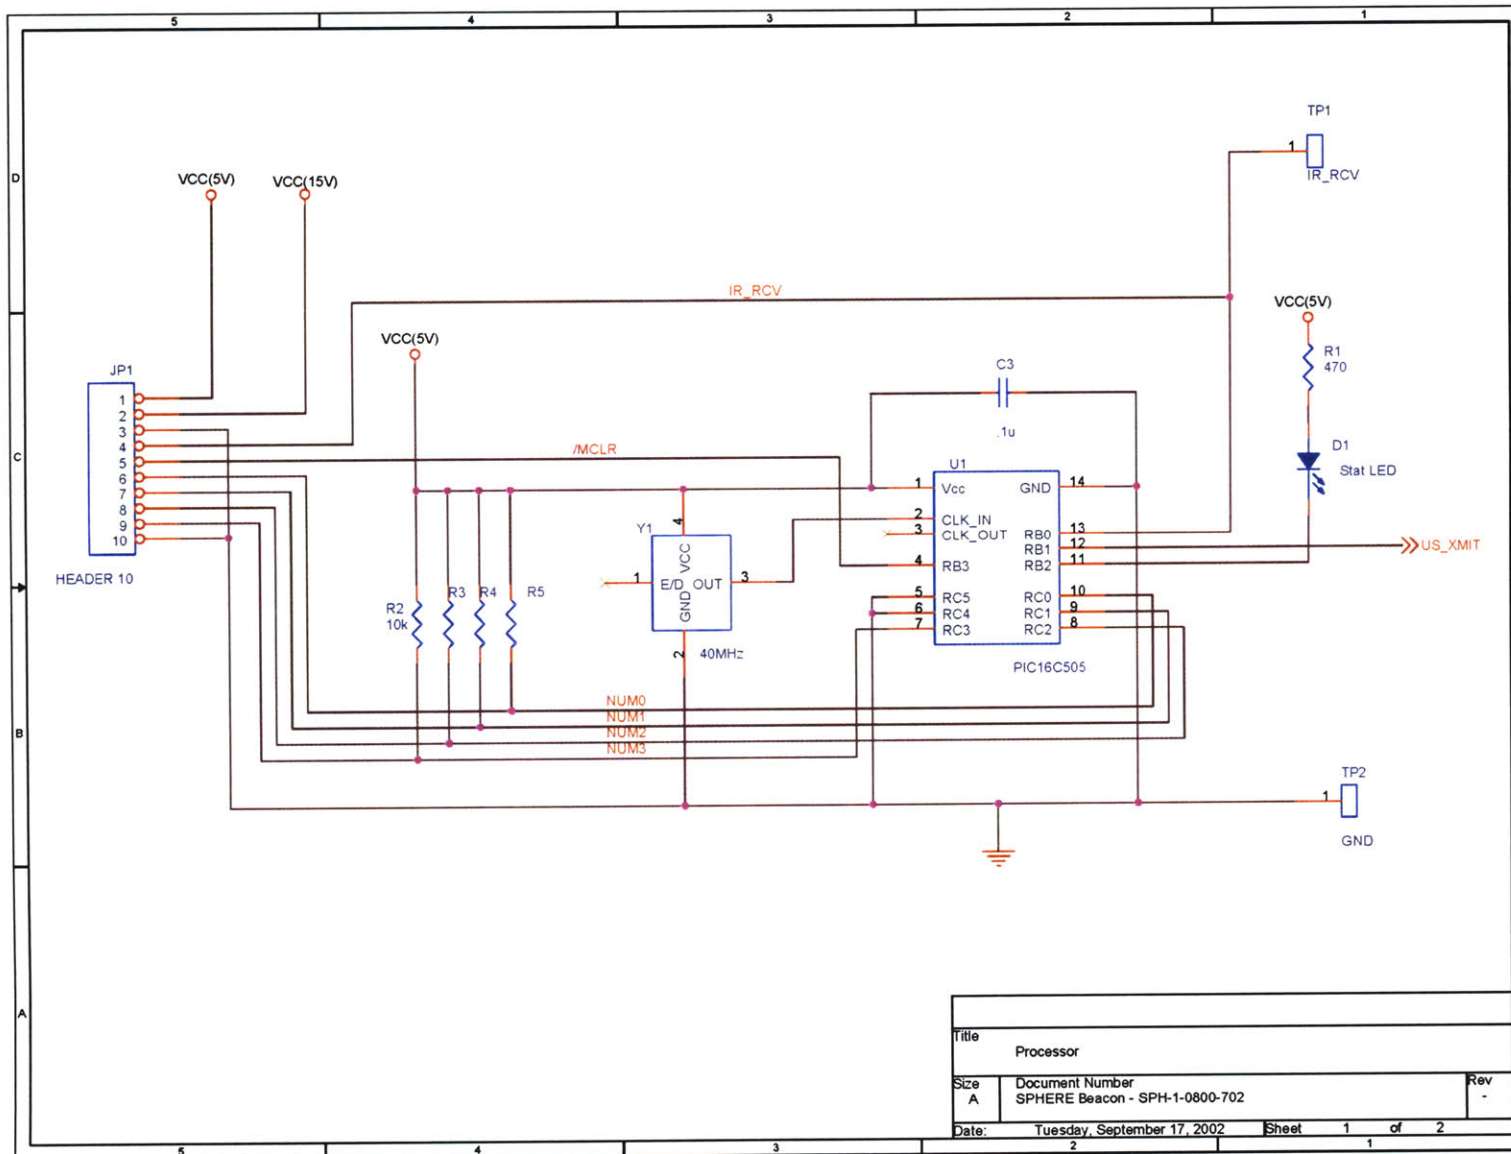 5 4 3 2 1
D
C
B
A
TP1
1
IR_RCV
VCC(5V)
VCC(15V)
IR_RCV
VCC(5V)
VCC(5V)
R1
470
D1
Stat LED
JP1
1
2
3
4
5
6
7
8
9
10
HEADER 10
/MCLR
C3
.1u
U1
1 Vcc
2 CLK_IN
3 CLK_OUT
4 RB3
5 RC5
6 RC4
7 RC3
GND 14
RB0 13
RB1 12
RB2 11
RC0 10
RC1 9
RC2 8
PIC16C505
US_XMIT
Y1
4
VCC
1 E/D OUT 3
GND
2
40MHz
R2
10k
R3
R4
R5
NUM0
NUM1
NUM2
NUM3
TP2
1
GND
Title
Processor
Size
A
Document Number
SPHERE Beacon - SPH-1-0800-702
Rev
-
Date: Tuesday, September 17, 2002 Sheet 1 of 2
5 4 3 2 1